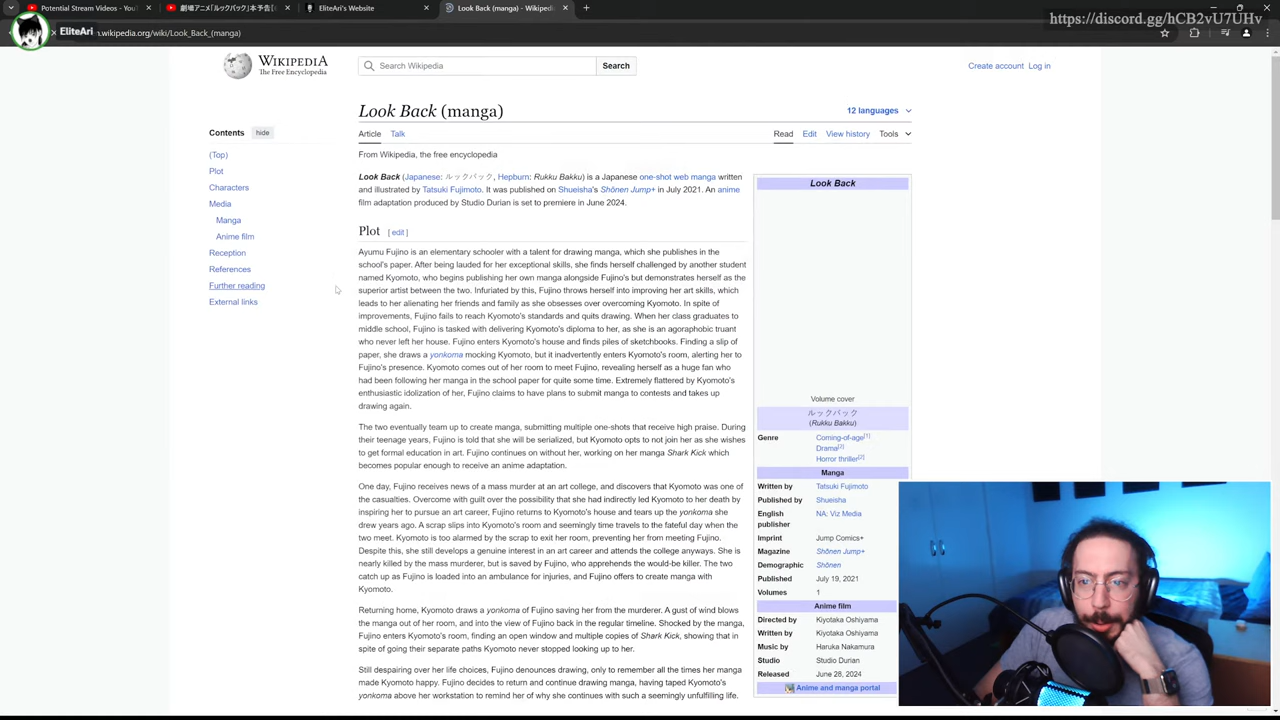 Potential Stream Videos - YouTu
劇場アニメ「ルックバック」予告【
EliteAri's Website
Look Back (manga) - Wikipedia
https://discord.gg/hCB2vU7UHv
EliteAri
n.wikipedia.org/wiki/Look_Back_(manga)
WIKIPEDIA
The Free Encyclopedia
Search Wikipedia
Search
Create account Log in
Look Back (manga)
12 languages
Contents hide
Article Talk
Read Edit View history Tools
(Top)
Plot
Characters
Media
Manga
Anime film
Reception
References
Further reading
External links
From Wikipedia, the free encyclopedia
Look Back (Japanese: ルックバック, Hepburn: Rukku Bakku) is a Japanese one-shot web manga written
and illustrated by Tatsuki Fujimoto. It was published on Shueisha's Shōnen Jump+ in July 2021. An anime
film adaptation produced by Studio Durian is set to premiere in June 2024.
Plot [ edit ]
Ayumu Fujino is an elementary schooler with a talent for drawing manga, which she publishes in the
school's paper. After being lauded for her exceptional skills, she finds herself challenged by another student
named Kyomoto, who begins publishing her own manga alongside Fujino's but demonstrates herself as the
superior artist between the two. Infuriated by this, Fujino throws herself into improving her art skills, which
leads to her alienating her friends and family as she obsesses over overcoming Kyomoto. In spite of
improvements, Fujino fails to reach Kyomoto's standards and quits drawing. When her class graduates to
middle school, Fujino is tasked with delivering Kyomoto's diploma to her, as she is an agoraphobic truant
who never left her house. Fujino enters Kyomoto's house and finds piles of sketchbooks. Finding a slip of
paper, she draws a yonkoma mocking Kyomoto, but it inadvertently enters Kyomoto's room, alerting her to
Fujino's presence. Kyomoto comes out of her room to meet Fujino, revealing herself as a huge fan who
had been following her manga in the school paper for quite some time. Extremely flattered by Kyomoto's
enthusiastic idolization of her, Fujino claims to have plans to submit manga to contests and takes up
drawing again.
The two eventually team up to create manga, submitting multiple one-shots that receive high praise. During
their teenage years, Fujino is told that she will be serialized, but Kyomoto opts to not join her as she wishes
to get formal education in art. Fujino continues on without her, working on her manga Shark Kick which
becomes popular enough to receive an anime adaptation.
One day, Fujino receives news of a mass murder at an art college, and discovers that Kyomoto was one of
the casualties. Overcome with guilt over the possibility that she had indirectly led Kyomoto to her death by
inspiring her to pursue an art career, Fujino returns to Kyomoto's house and tears up the yonkoma she
drew years ago. A scrap slips into Kyomoto's room and seemingly time travels to the fateful day when the
two meet. Kyomoto is too alarmed by the scrap to exit her room, preventing her from meeting Fujino.
Despite this, she still develops a genuine interest in an art career and attends the college anyways. She is
nearly killed by the mass murderer, but is saved by Fujino, who apprehends the would-be killer. The two
catch up as Fujino is loaded into an ambulance for injuries, and Fujino offers to create manga with
Kyomoto.
Returning home, Kyomoto draws a yonkoma of Fujino saving her from the murderer. A gust of wind blows
the manga out of her room, and into the view of Fujino back in the regular timeline. Shocked by the manga,
Fujino enters Kyomoto's room, finding an open window and multiple copies of Shark Kick, showing that in
spite of going their separate paths Kyomoto never stopped looking up to her.
Still despairing over her life choices, Fujino denounces drawing, only to remember all the times her manga
made Kyomoto happy. Fujino decides to return and continue drawing manga, having taped Kyomoto's
yonkoma above her workstation to remind her of why she continues with such a seemingly unfulfilling life.
Look Back
Volume cover
ルックバック
(Rukku Bakku)
Genre Coming-of-age[1]
Drama[2]
Horror thriller[2]
Manga
Written by Tatsuki Fujimoto
Published by Shueisha
English publisher NA: Viz Media
Imprint Jump Comics+
Magazine Shōnen Jump+
Demographic Shōnen
Published July 19, 2021
Volumes 1
Anime film
Directed by Kiyotaka Oshiyama
Written by Kiyotaka Oshiyama
Music by Haruka Nakamura
Studio Studio Durian
Released June 28, 2024
Anime and manga portal